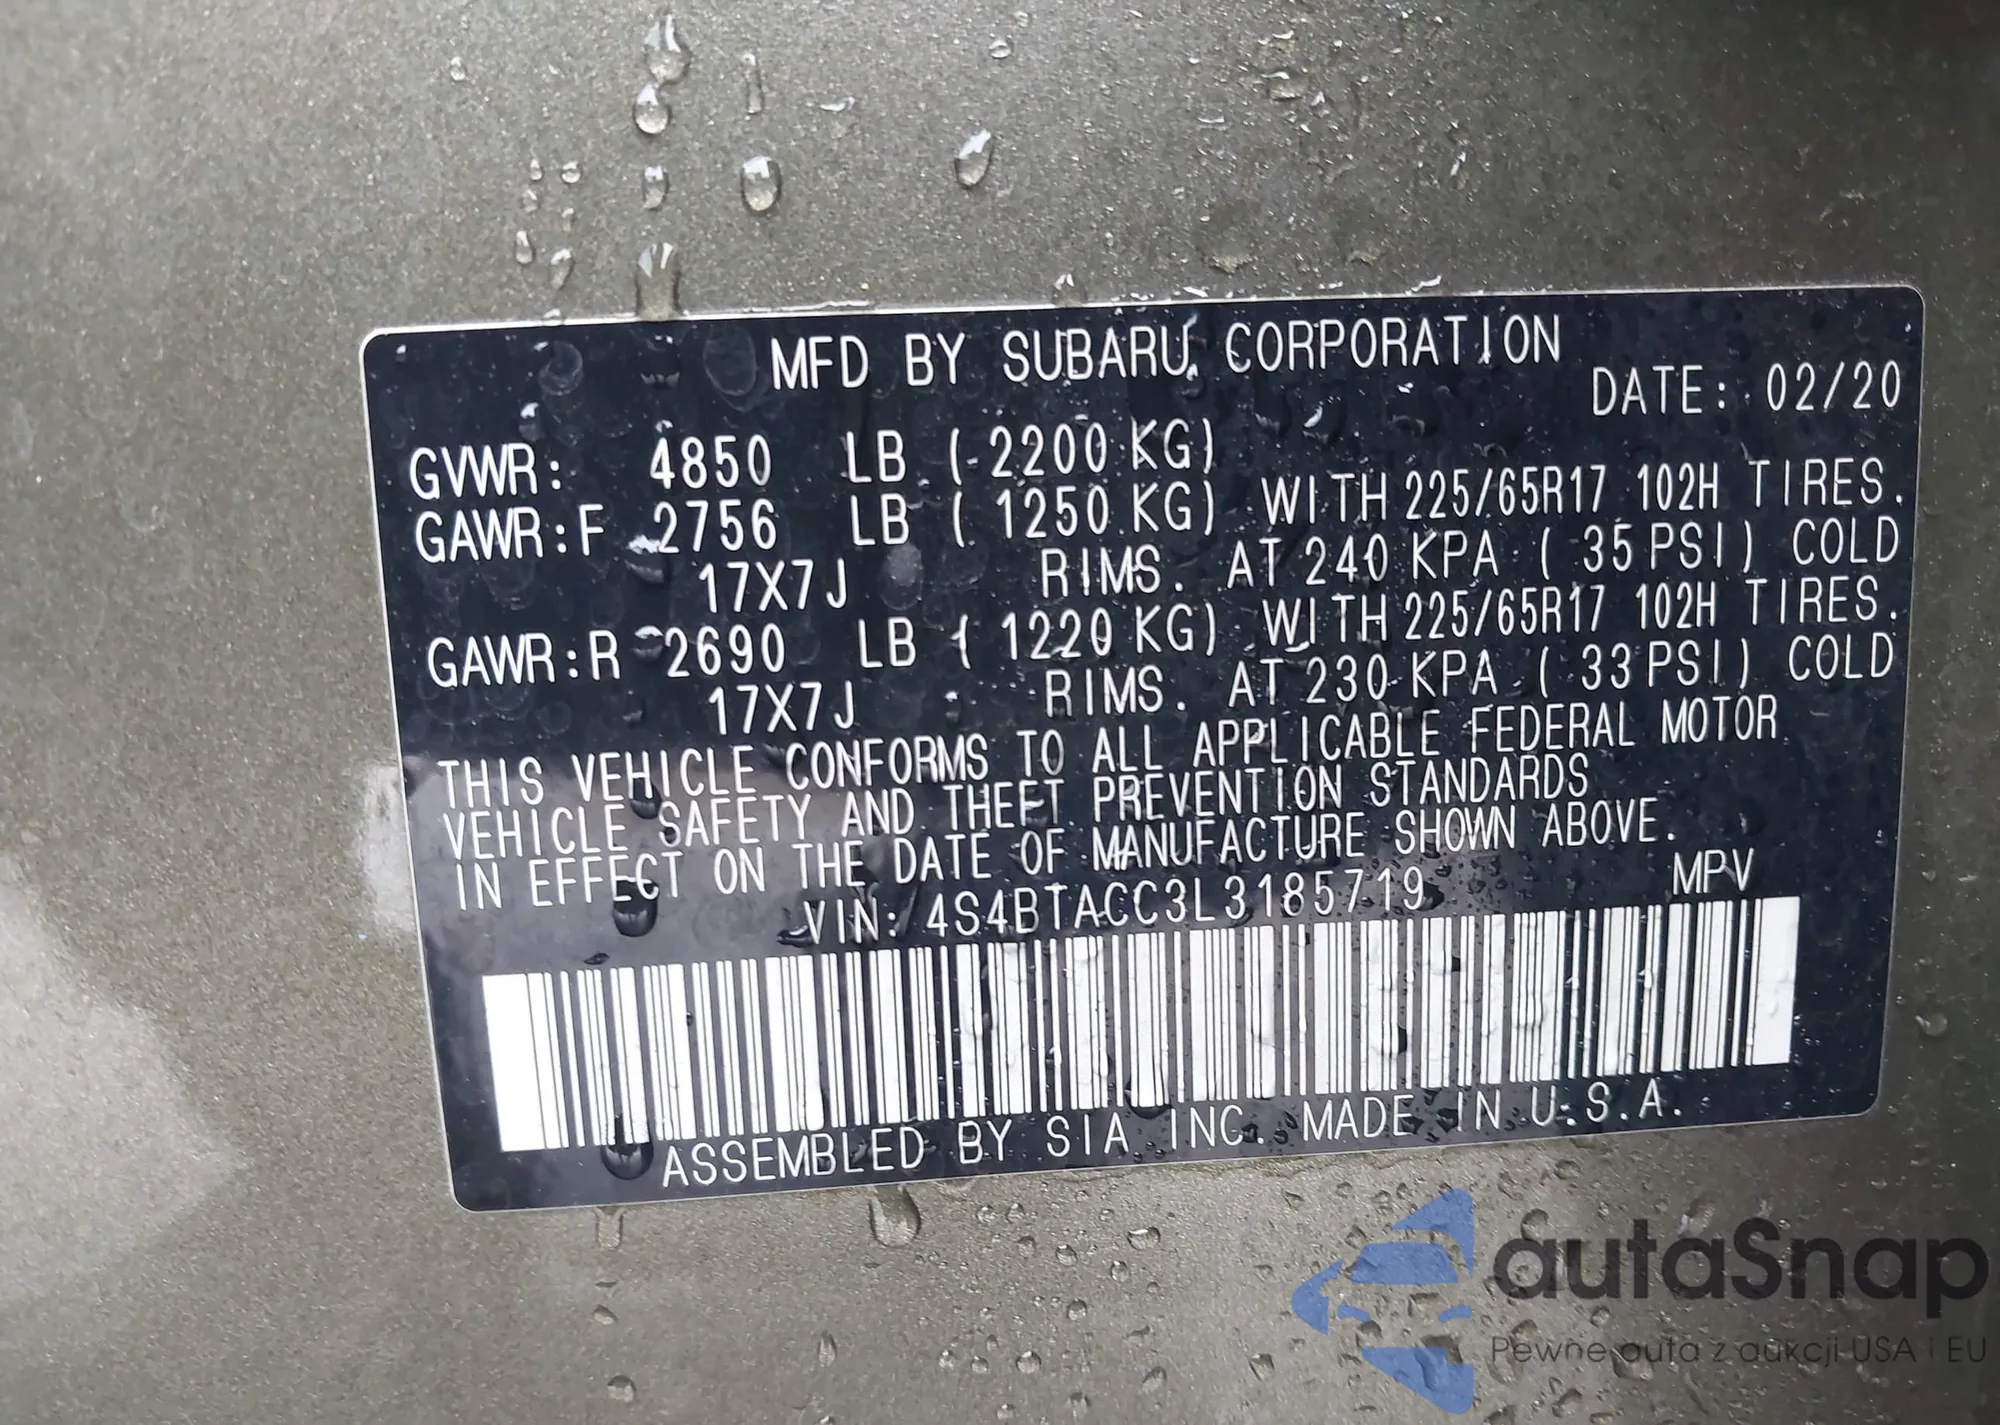 MFD BY SUBARU CORPORATION
DATE: 02/20
GVWR: 4850 LB ( 2200 KG)
GAWR:F 2756 LB ( 1250 KG) WITH 225/65R17 102H TIRES.
17X7J RIMS. AT 240 KPA ( 35 PSI) COLD
GAWR:R 2690 LB ( 1220 KG) WITH 225/65R17 102H TIRES.
17X7J RIMS. AT 230 KPA ( 33 PSI) COLD
THIS VEHICLE CONFORMS TO ALL APPLICABLE FEDERAL MOTOR
VEHICLE SAFETY AND THEFT PREVENTION STANDARDS
IN EFFECT ON THE DATE OF MANUFACTURE SHOWN ABOVE.
VIN: 4S4BTACC3L3185719 MPV
ASSEMBLED BY SIA INC. MADE IN U.S.A.
autaSnap
Pewne auta z aukcji USA i EU